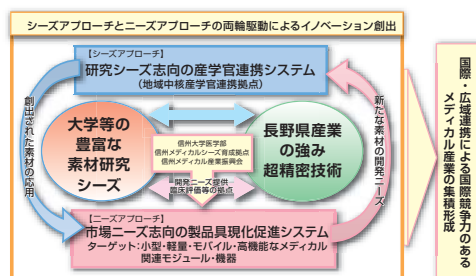 シーズアプローチとニーズアプローチの両輪駆動によるイノベーション創出
【シーズアプローチ】
研究シーズ志向の産学官連携システム
(地域中核産学官連携拠点)
創出された素材の応用
大学等の
豊富な
素材研究
シーズ
信州大学医学部
信州メディカルシーズ育成拠点
信州メディカル産業振興会
開発ニーズ提供
臨床評価等の拠点
長野県産業
の強み
超精密技術
新たな素材の開発ニーズ
【ニーズアプローチ】
市場ニーズ志向の製品具現化促進システム
ターゲット:小型・軽量・モバイル・高機能なメディカル
関連モジュール・機器
国際・広域連携による国際競争力のある
メディカル産業の集積形成